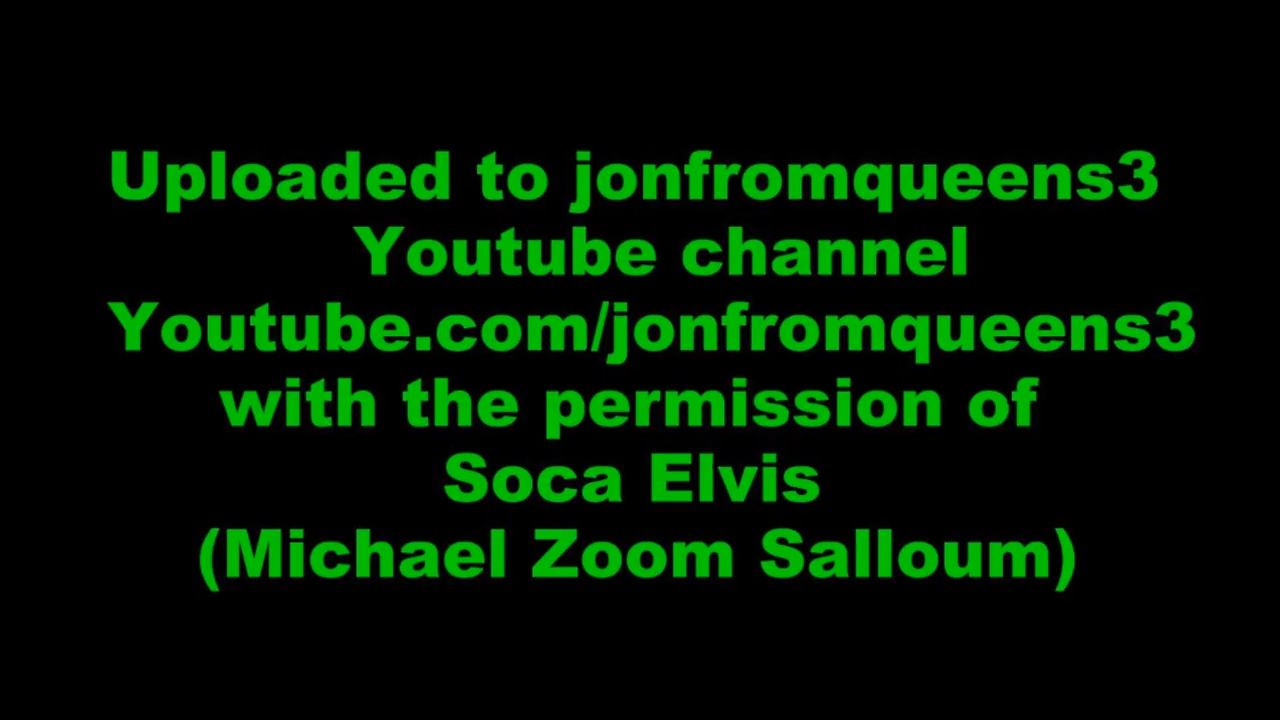 Uploaded to jonfromqueens3
Youtube channel
Youtube.com/jonfromqueens3
with the permission of
Soca Elvis
(Michael Zoom Salloum)